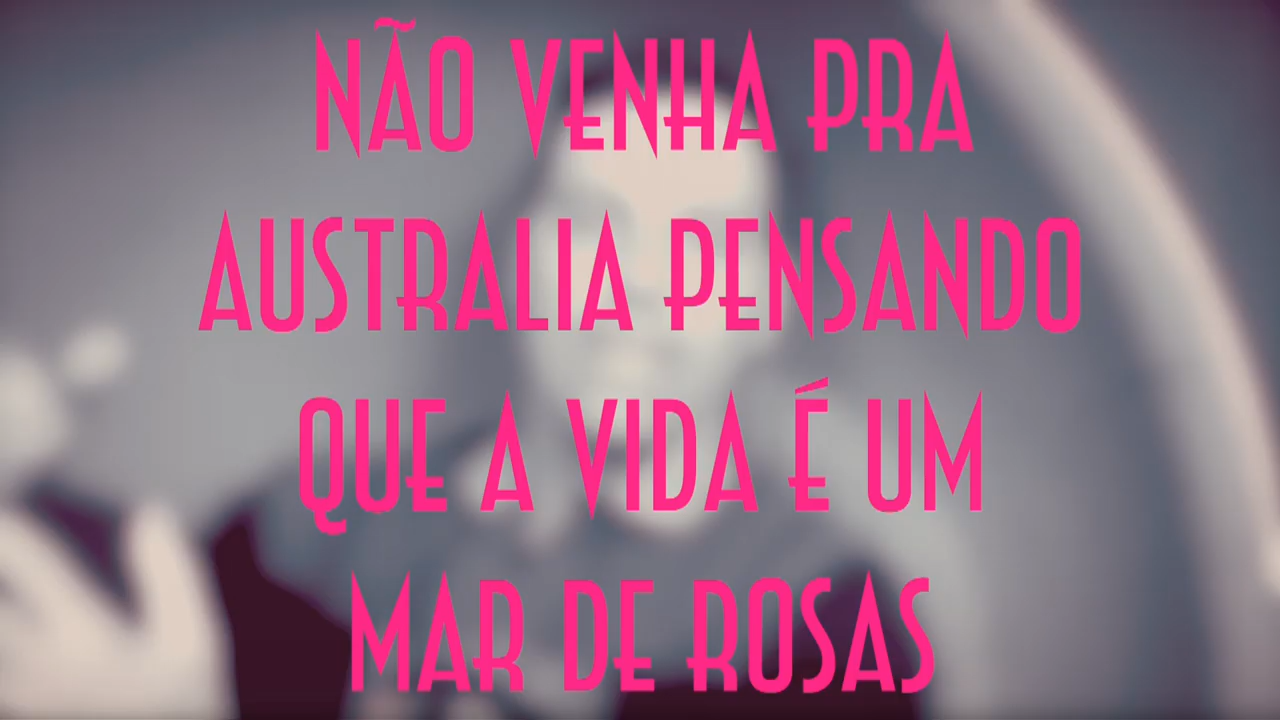 NÃO VENHA PRA
AUSTRALIA PENSANDO
QUE A VIDA É UM
MAR DE ROSAS